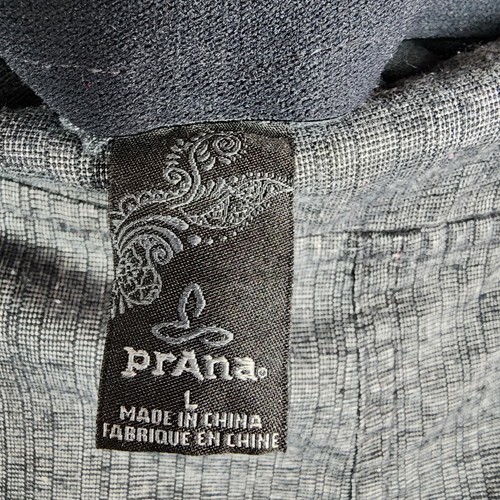 prAna®
L
MADE IN CHINA
FABRIQUE EN CHINE